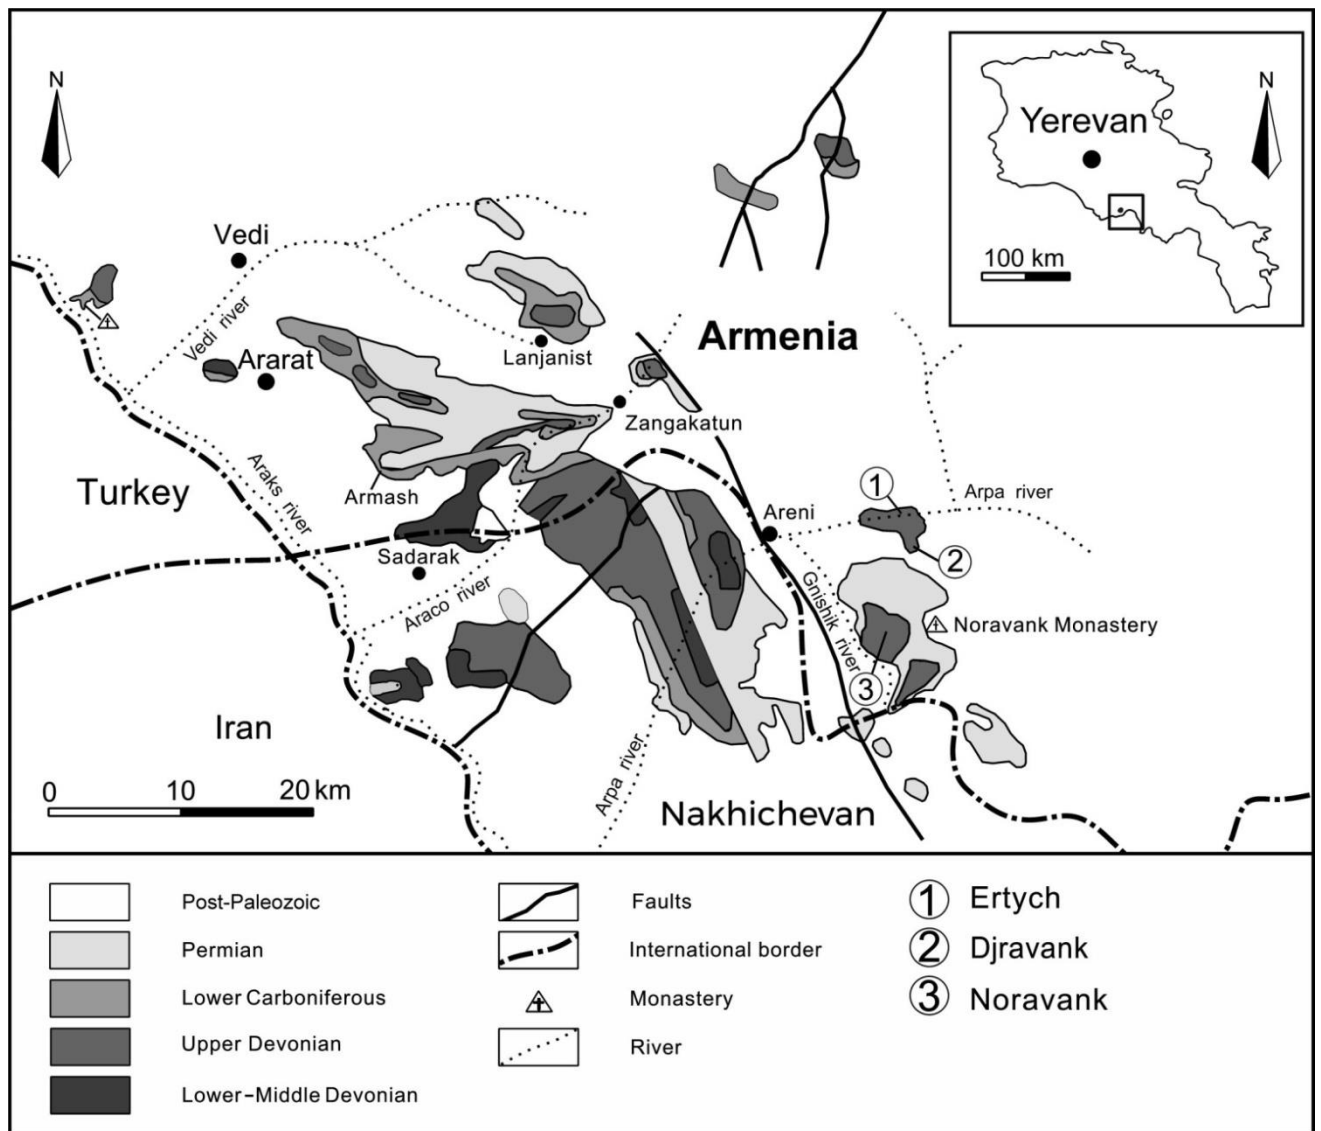 N
Yerevan
N
100 km
Vedi
Vedi river
Ararat
Lanjanist
Armenia
Zangakatun
Turkey
Araks river
Armash
Areni
1
Arpa river
2
Sadarak
Araco river
Gnishik river
Noravank Monastery
3
Iran
0 10 20 km
Arpa river
Nakhichevan
Post-Paleozoic
Permian
Lower Carboniferous
Upper Devonian
Lower-Middle Devonian
Faults
International border
Monastery
River
1 Ertych
2 Djravank
3 Noravank